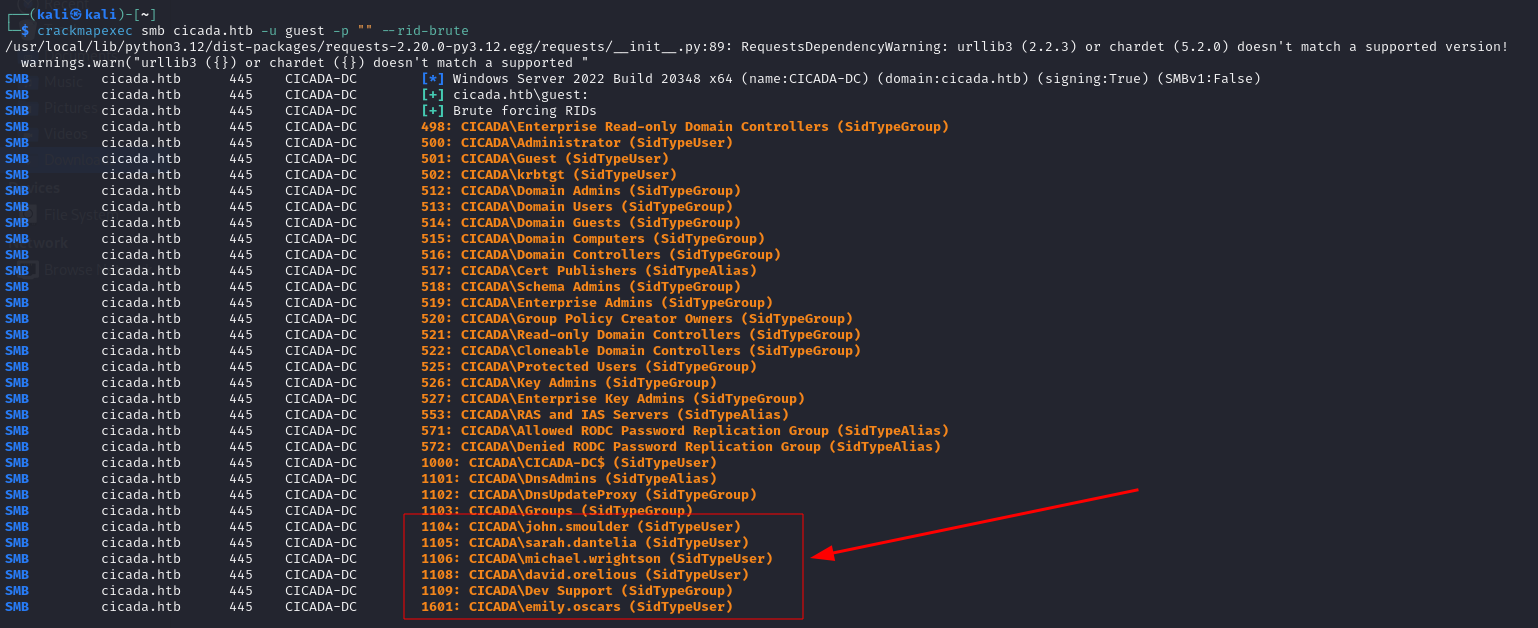 ┌──(kali㉿kali)-[~]
└─$ crackmapexec smb cicada.htb -u guest -p "" --rid-brute
/usr/local/lib/python3.12/dist-packages/requests-2.20.0-py3.12.egg/requests/__init__.py:89: RequestsDependencyWarning: urllib3 (2.2.3) or chardet (5.2.0) doesn't match a supported version!
  warnings.warn("urllib3 ({}) or chardet ({}) doesn't match a supported "
SMB cicada.htb 445 CICADA-DC [*] Windows Server 2022 Build 20348 x64 (name:CICADA-DC) (domain:cicada.htb) (signing:True) (SMBv1:False)
SMB cicada.htb 445 CICADA-DC [+] cicada.htb\guest:
SMB cicada.htb 445 CICADA-DC [+] Brute forcing RIDs
SMB cicada.htb 445 CICADA-DC 498: CICADA\Enterprise Read-only Domain Controllers (SidTypeGroup)
SMB cicada.htb 445 CICADA-DC 500: CICADA\Administrator (SidTypeUser)
SMB cicada.htb 445 CICADA-DC 501: CICADA\Guest (SidTypeUser)
SMB cicada.htb 445 CICADA-DC 502: CICADA\krbtgt (SidTypeUser)
SMB cicada.htb 445 CICADA-DC 512: CICADA\Domain Admins (SidTypeGroup)
SMB cicada.htb 445 CICADA-DC 513: CICADA\Domain Users (SidTypeGroup)
SMB cicada.htb 445 CICADA-DC 514: CICADA\Domain Guests (SidTypeGroup)
SMB cicada.htb 445 CICADA-DC 515: CICADA\Domain Computers (SidTypeGroup)
SMB cicada.htb 445 CICADA-DC 516: CICADA\Domain Controllers (SidTypeGroup)
SMB cicada.htb 445 CICADA-DC 517: CICADA\Cert Publishers (SidTypeAlias)
SMB cicada.htb 445 CICADA-DC 518: CICADA\Schema Admins (SidTypeGroup)
SMB cicada.htb 445 CICADA-DC 519: CICADA\Enterprise Admins (SidTypeGroup)
SMB cicada.htb 445 CICADA-DC 520: CICADA\Group Policy Creator Owners (SidTypeGroup)
SMB cicada.htb 445 CICADA-DC 521: CICADA\Read-only Domain Controllers (SidTypeGroup)
SMB cicada.htb 445 CICADA-DC 522: CICADA\Cloneable Domain Controllers (SidTypeGroup)
SMB cicada.htb 445 CICADA-DC 525: CICADA\Protected Users (SidTypeGroup)
SMB cicada.htb 445 CICADA-DC 526: CICADA\Key Admins (SidTypeGroup)
SMB cicada.htb 445 CICADA-DC 527: CICADA\Enterprise Key Admins (SidTypeGroup)
SMB cicada.htb 445 CICADA-DC 553: CICADA\RAS and IAS Servers (SidTypeAlias)
SMB cicada.htb 445 CICADA-DC 571: CICADA\Allowed RODC Password Replication Group (SidTypeAlias)
SMB cicada.htb 445 CICADA-DC 572: CICADA\Denied RODC Password Replication Group (SidTypeAlias)
SMB cicada.htb 445 CICADA-DC 1000: CICADA\CICADA-DC$ (SidTypeUser)
SMB cicada.htb 445 CICADA-DC 1101: CICADA\DnsAdmins (SidTypeAlias)
SMB cicada.htb 445 CICADA-DC 1102: CICADA\DnsUpdateProxy (SidTypeGroup)
SMB cicada.htb 445 CICADA-DC 1103: CICADA\Groups (SidTypeGroup)
SMB cicada.htb 445 CICADA-DC 1104: CICADA\john.smoulder (SidTypeUser)
SMB cicada.htb 445 CICADA-DC 1105: CICADA\sarah.dantelia (SidTypeUser)
SMB cicada.htb 445 CICADA-DC 1106: CICADA\michael.wrightson (SidTypeUser)
SMB cicada.htb 445 CICADA-DC 1108: CICADA\david.orelious (SidTypeUser)
SMB cicada.htb 445 CICADA-DC 1109: CICADA\Dev Support (SidTypeGroup)
SMB cicada.htb 445 CICADA-DC 1601: CICADA\emily.oscars (SidTypeUser)